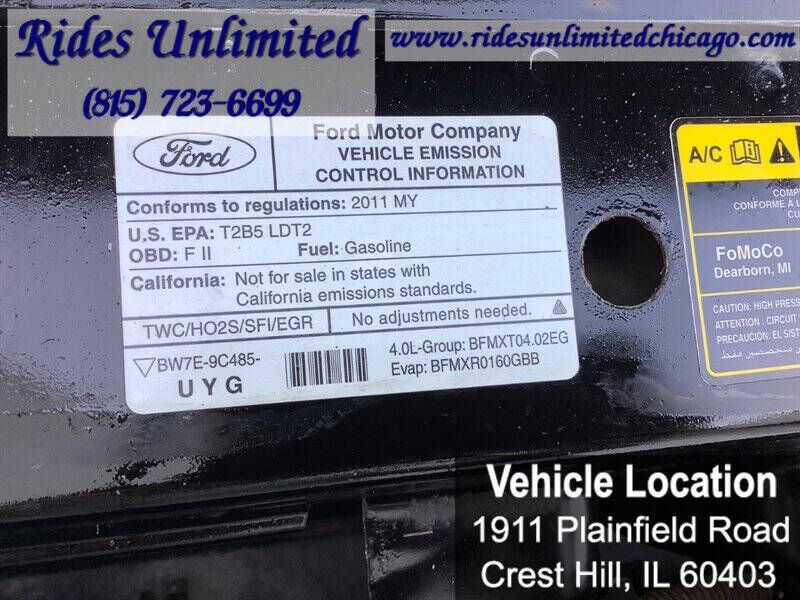 Rides Unlimited
www.ridesunlimitedchicago.com
(815) 723-6699
Ford
Ford Motor Company
VEHICLE EMISSION
CONTROL INFORMATION
Conforms to regulations: 2011 MY
U.S. EPA: T2B5 LDT2
OBD: F II Fuel: Gasoline
California: Not for sale in states with
California emissions standards.
TWC/HO2S/SFI/EGR
No adjustments needed.
BW7E-9C485-
UYG
4.0L-Group: BFMXT04.02EG
Evap: BFMXR0160GBB
A/C
CONFORME A L
FoMoCo
Dearborn, MI
CAUTION: HIGH PRESS
ATTENTION : CIRCUIT
PRECAUCION: EL SIST
Vehicle Location
1911 Plainfield Road
Crest Hill, IL 60403